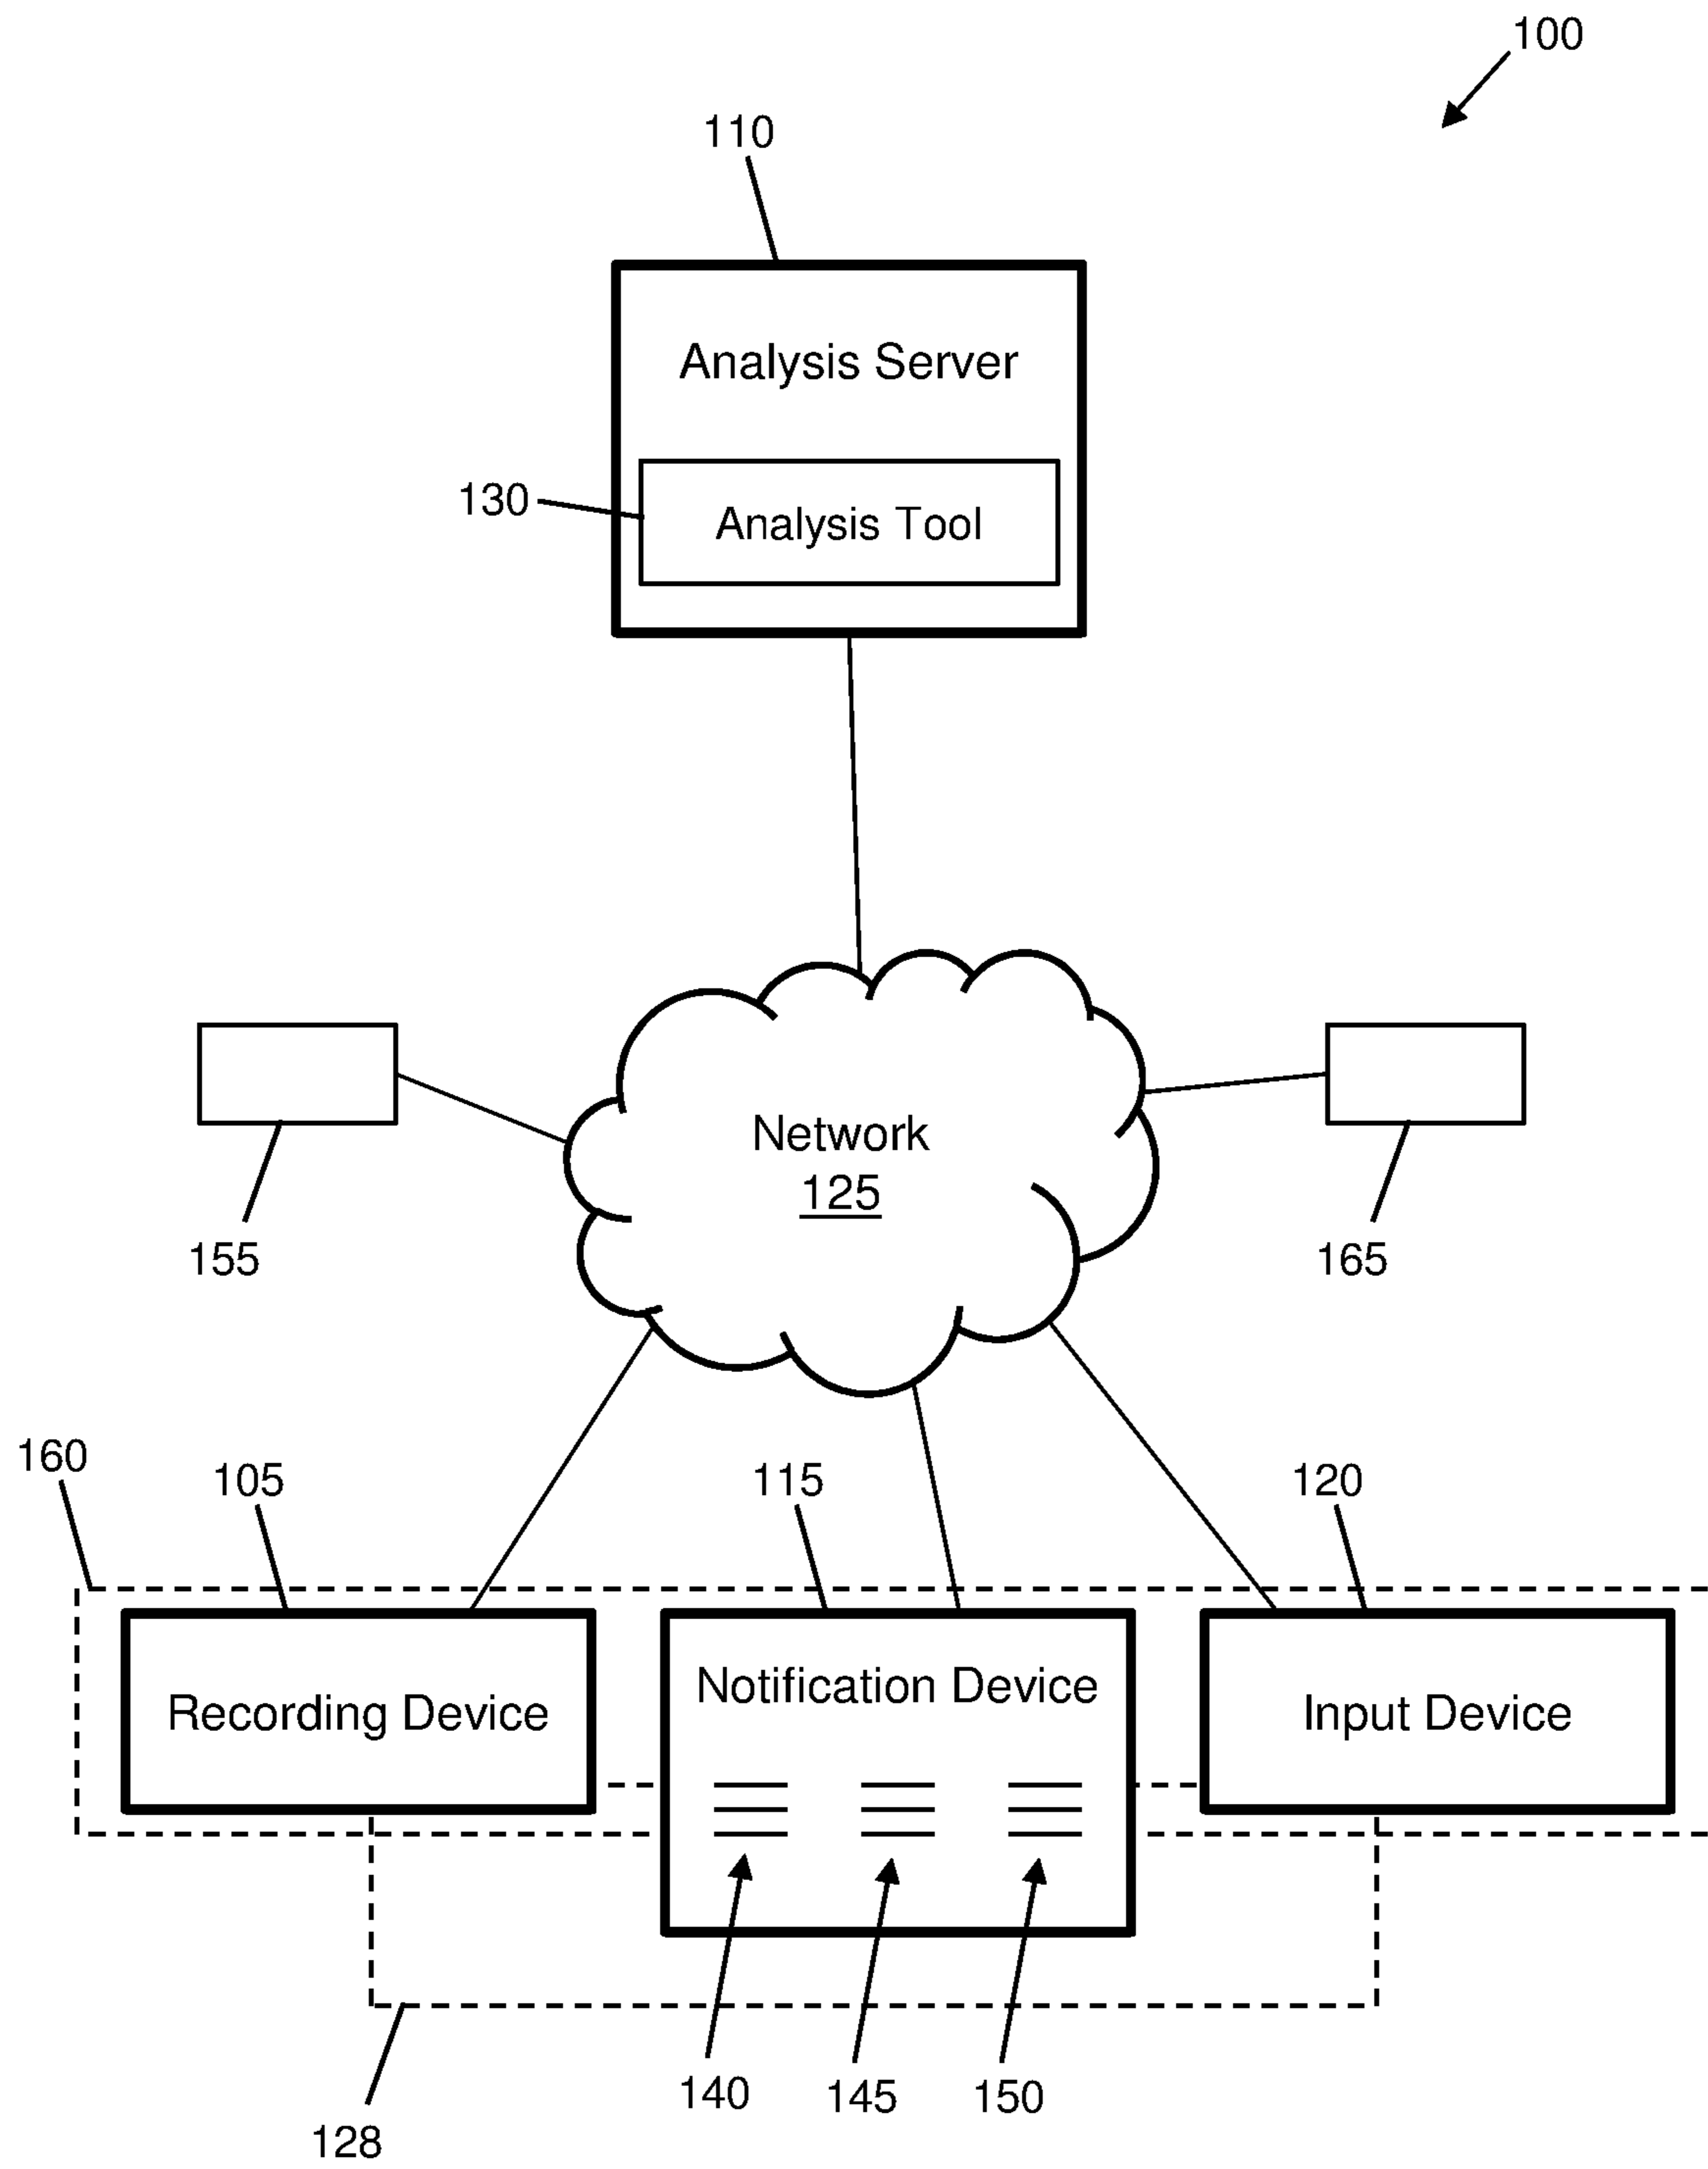 100
110
Analysis Server
130
Analysis Tool
Network
125
155
165
160
105
115
120
Recording Device
Notification Device
Input Device
140
145
150
128